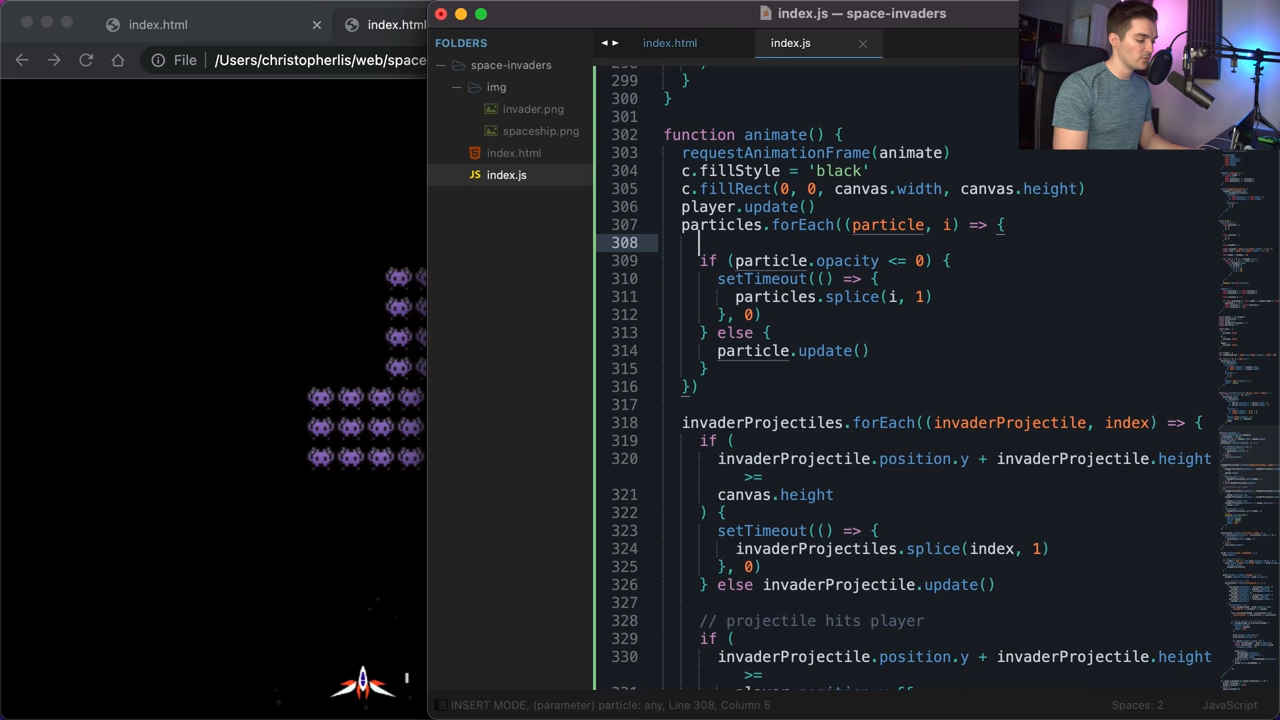 index.html
index.html
File
/Users/christopherlis/web/space
index.js — space-invaders
FOLDERS
space-invaders
img
invader.png
spaceship.png
index.html
JS index.js
index.html
index.js
299 }
300 }
301
302 function animate() {
303 requestAnimationFrame(animate)
304 c.fillStyle = 'black'
305 c.fillRect(0, 0, canvas.width, canvas.height)
306 player.update()
307 particles.forEach((particle, i) => {
308
309 if (particle.opacity <= 0) {
310 setTimeout(() => {
311 particles.splice(i, 1)
312 }, 0)
313 } else {
314 particle.update()
315 }
316 })
317
318 invaderProjectiles.forEach((invaderProjectile, index) => {
319 if (
320 invaderProjectile.position.y + invaderProjectile.height
>=
321 canvas.height
322 ) {
323 setTimeout(() => {
324 invaderProjectiles.splice(index, 1)
325 }, 0)
326 } else invaderProjectile.update()
327
328 // projectile hits player
329 if (
330 invaderProjectile.position.y + invaderProjectile.height
>=
INSERT MODE, (parameter) particle: any, Line 308, Column 5
Spaces: 2
JavaScript